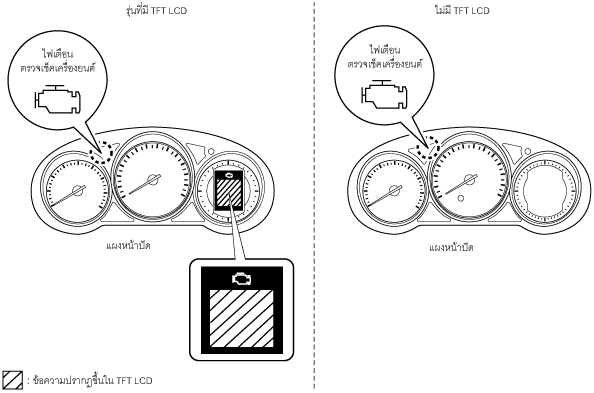 รุ่นที่มี TFT LCD
ไม่มี TFT LCD
ไฟเตือน
ตรวจเช็คเครื่องยนต์
ไฟเตือน
ตรวจเช็คเครื่องยนต์
แผงหน้าปัด
แผงหน้าปัด
: ข้อความปรากฏขึ้นใน TFT LCD